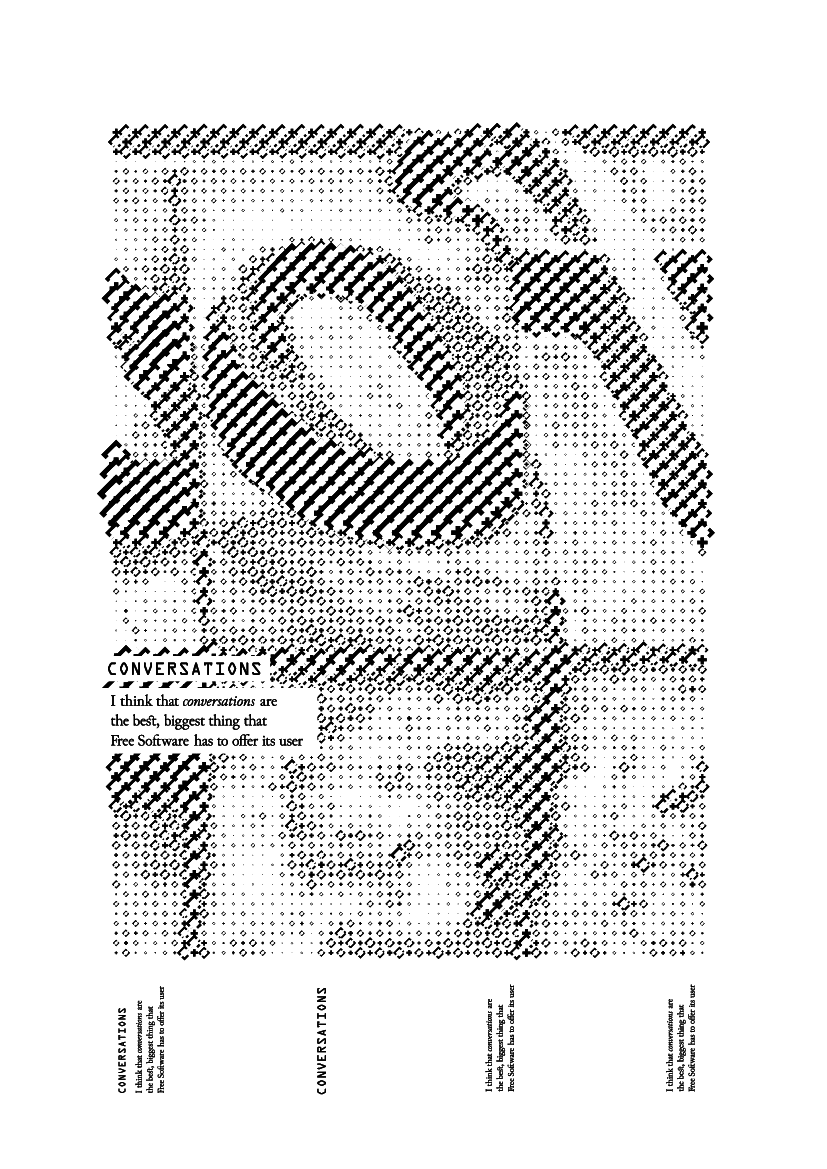 CONVERSATIONS
I think that conversations are
the best, biggest thing that
Free Software has to offer its user
CONVERSATIONS
I think that conversations are
the best, biggest thing that
Free Software has to offer its user
CONVERSATIONS
I think that conversations are
the best, biggest thing that
Free Software has to offer its user
I think that conversations are
the best, biggest thing that
Free Software has to offer its user